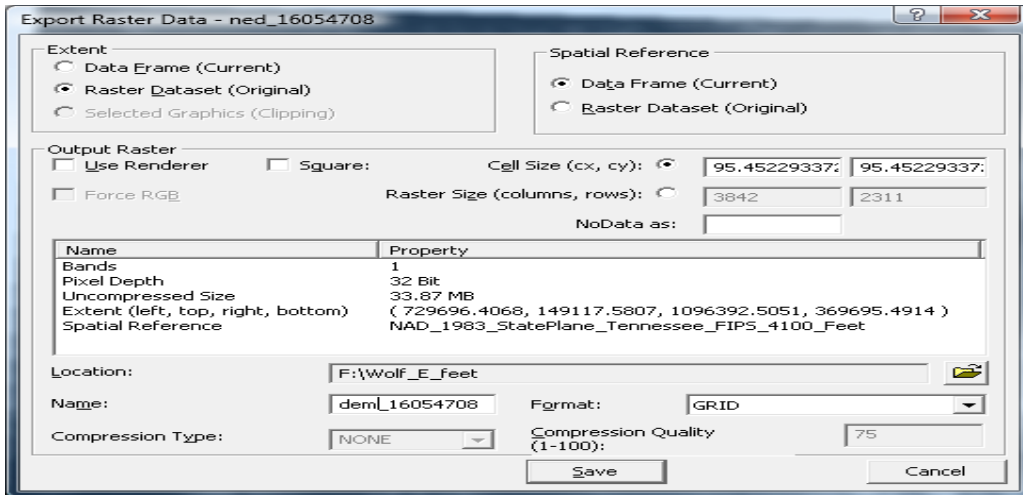 Export Raster Data - ned_16054708
Extent
Data Frame (Current)
Raster Dataset (Original)
Selected Graphics (Clipping)
Spatial Reference
Data Frame (Current)
Raster Dataset (Original)
Output Raster
Use Renderer Square: Cell Size (cx, cy): 95.45229337 95.45229337
Force RGB Raster Size (columns, rows): 3842 2311
NoData as:
Name Property
Bands 1
Pixel Depth 32 Bit
Uncompressed Size 33.87 MB
Extent (left, top, right, bottom) ( 729696.4068, 149117.5807, 1096392.5051, 369695.4914 )
Spatial Reference NAD_1983_StatePlane_Tennessee_FIPS_4100_Feet
Location: F:\Wolf_E_feet
Name: dem_16054708 Format: GRID
Compression Type: NONE Compression Quality
(1-100): 75
Save Cancel